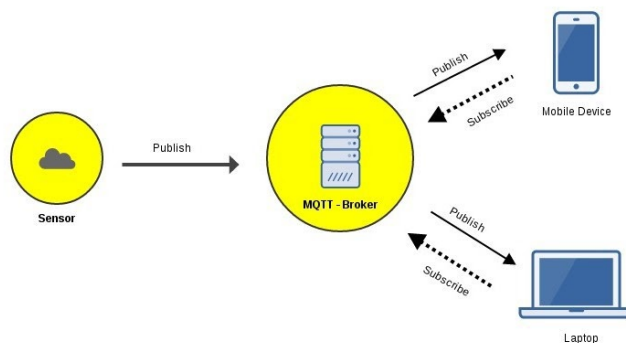 Publish
Sensor
MQTT - Broker
Publish
Subscribe
Mobile Device
Publish
Subscribe
Laptop